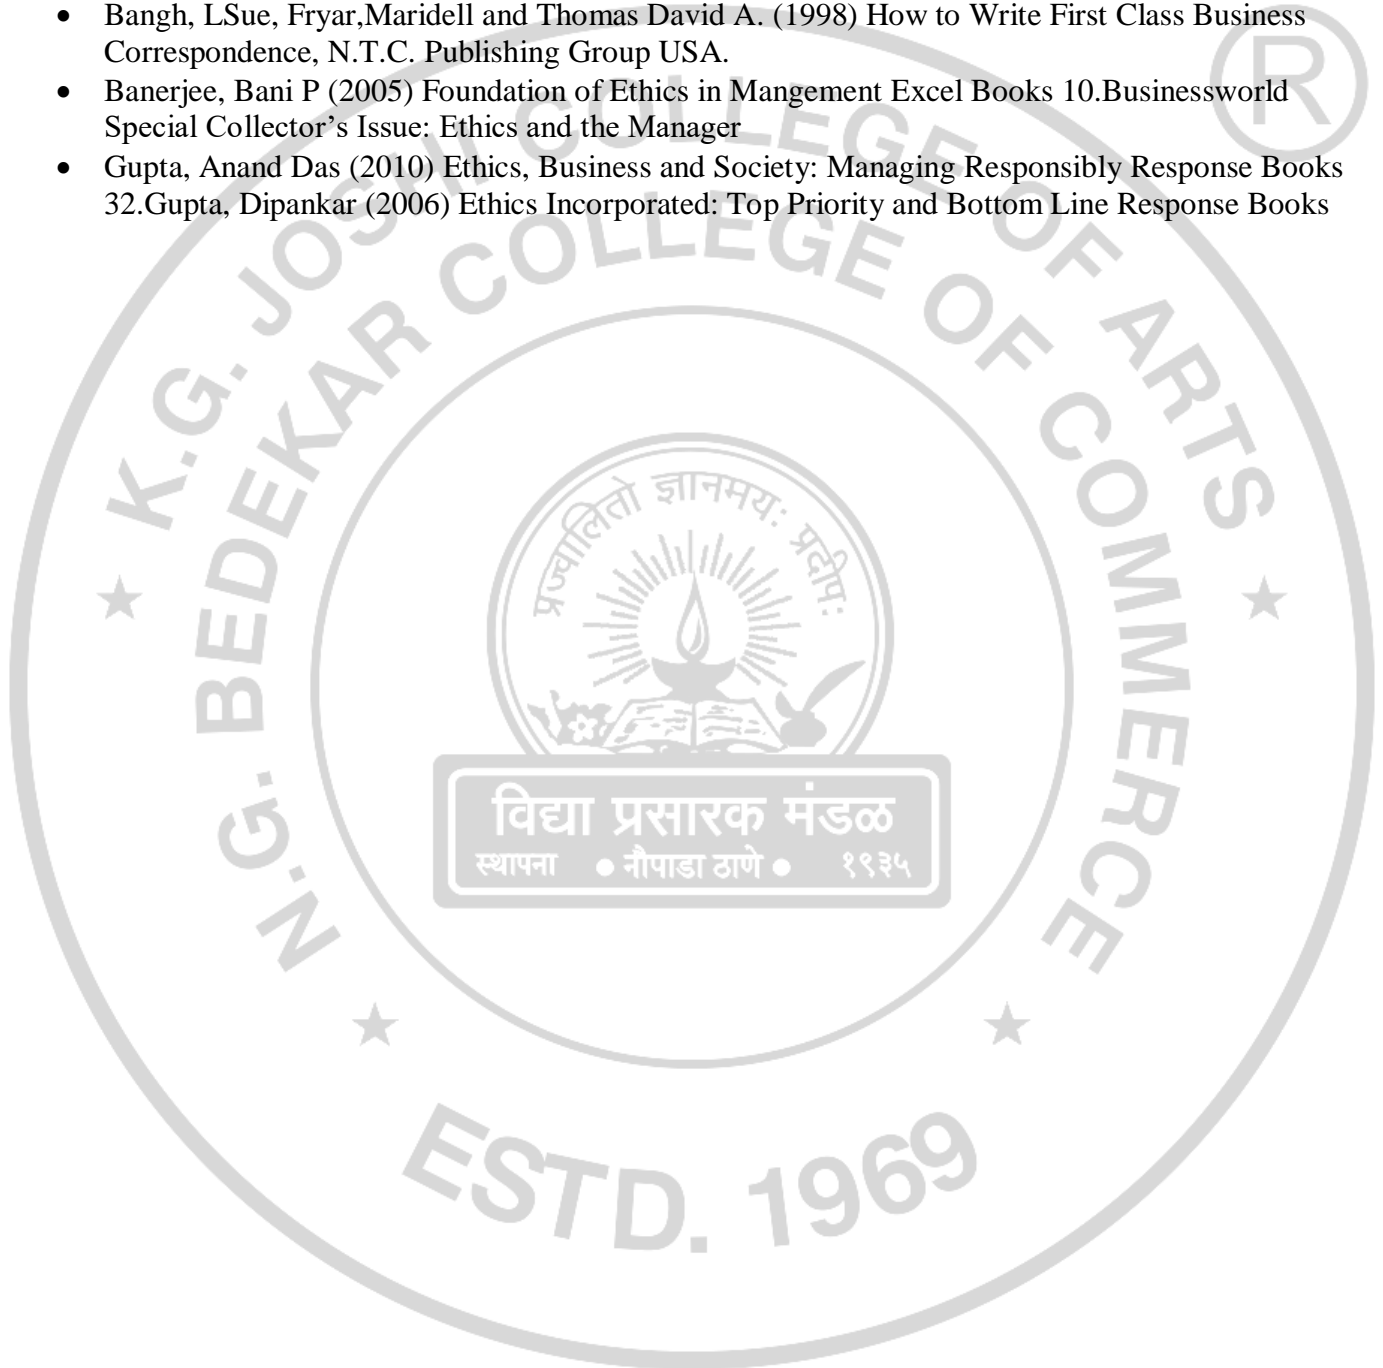 • Bangh, LSue, Fryar,Maridell and Thomas David A. (1998) How to Write First Class Business
Correspondence, N.T.C. Publishing Group USA.
• Banerjee, Bani P (2005) Foundation of Ethics in Mangement Excel Books 10.Businessworld
Special Collector’s Issue: Ethics and the Manager
• Gupta, Anand Das (2010) Ethics, Business and Society: Managing Responsibly Response Books
32.Gupta, Dipankar (2006) Ethics Incorporated: Top Priority and Bottom Line Response Books
®
K.G. JOSHI COLLEGE OF ARTS
N.G. BEDEKAR COLLEGE OF COMMERCE
प्रज्वालितो ज्ञानमयः प्रदीपः
विद्या प्रसारक मंडळ
स्थापना • नौपाडा ठाणे • १९३५
ESTD. 1969